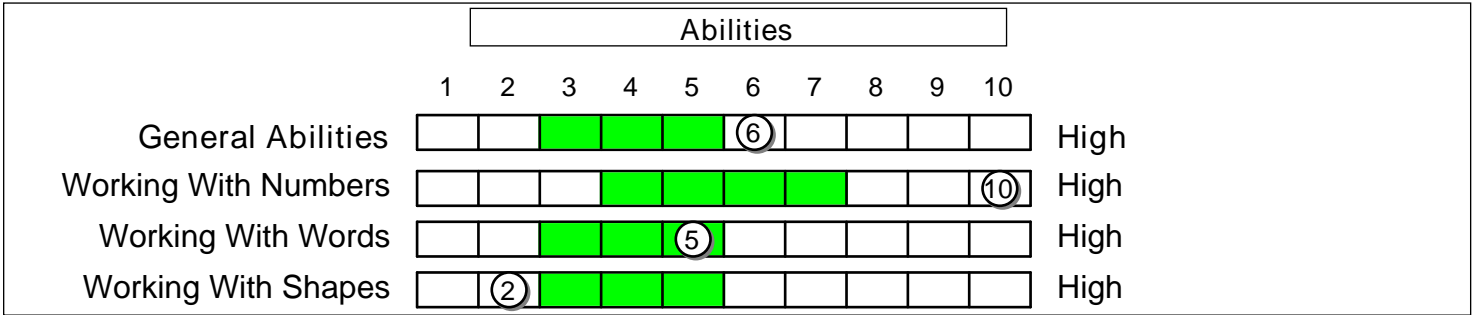 Abilities
1 2 3 4 5 6 7 8 9 10
General Abilities 6 High
Working With Numbers 10 High
Working With Words 5 High
Working With Shapes 2 High